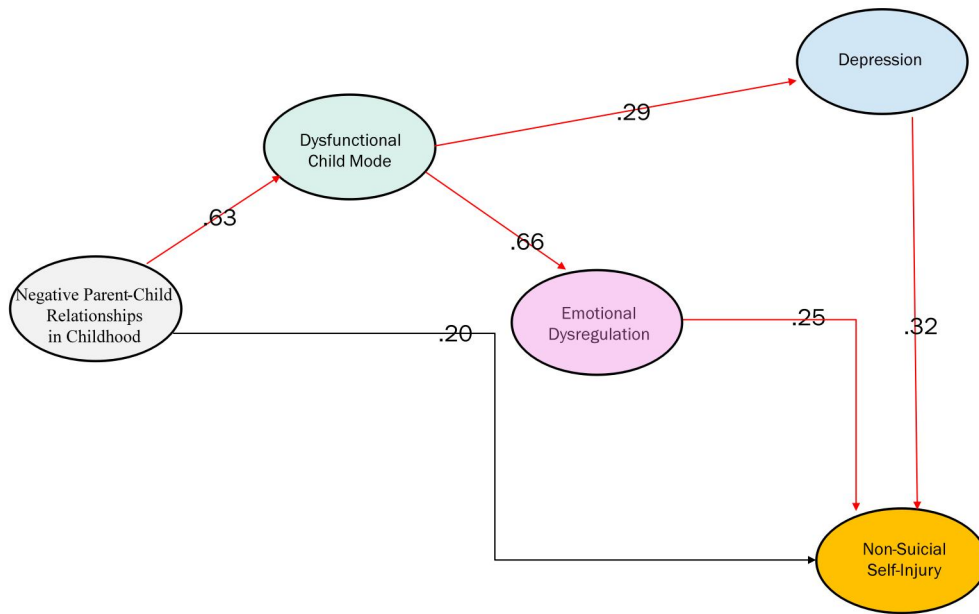 Depression
.29
Dysfunctional
Child Mode
.63
.66
Negative Parent-Child
Relationships
in Childhood
Emotional
Dysregulation
.25
.32
.20
Non-Suicial
Self-Injury